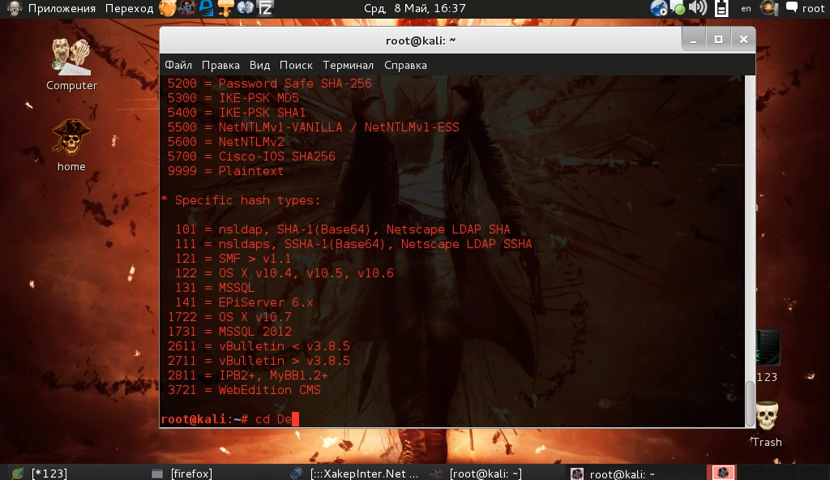 Приложения Переход Срд, 8 Май, 16:37 en root
root@kali: ~
Файл Правка Вид Поиск Терминал Справка
Computer
home
5200 = Password Safe SHA-256
5300 = IKE-PSK MD5
5400 = IKE-PSK SHA1
5500 = NetNTLMv1-VANILLA / NetNTLMv1-ESS
5600 = NetNTLMv2
5700 = Cisco-IOS SHA256
9999 = Plaintext
* Specific hash types:
101 = nsldap, SHA-1(Base64), Netscape LDAP SHA
111 = nsldaps, SSHA-1(Base64), Netscape LDAP SSHA
121 = SMF > v1.1
122 = OS X v10.4, v10.5, v10.6
131 = MSSQL
141 = EPiServer 6.x
1722 = OS X v10.7
1731 = MSSQL 2012
2611 = vBulletin < v3.8.5
2711 = vBulletin > v3.8.5
2811 = IPB2+, MyBB1.2+
3721 = WebEdition CMS
root@kali:~# cd De
123
Trash
[*123] [firefox] [:::XakepInter.Net ... [root@kali: ~] root@kali: ~